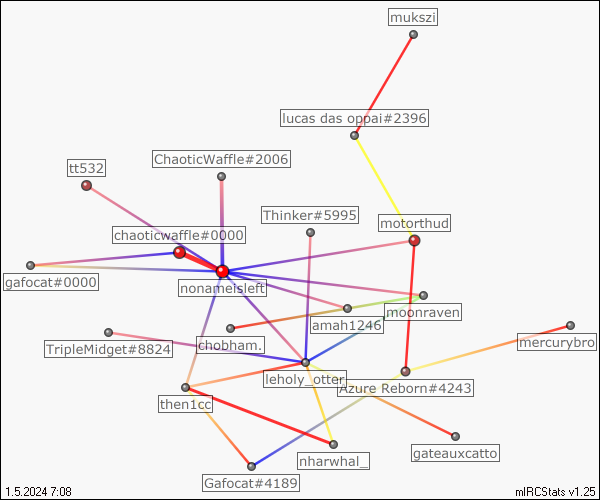 mukszi
lucas das oppai#2396
ChaoticWaffle#2006
tt532
Thinker#5995
motorthud
chaoticwaffle#0000
gafocat#0000
nonameisleft
moonraven
amah1246
chobham.
TripleMidget#8824
mercurybro
leholy_otter
Azure Reborn#4243
then1cc
gateauxcatto
nharwhal_
Gafocat#4189
1.5.2024 7:08
mIRCStats v1.25